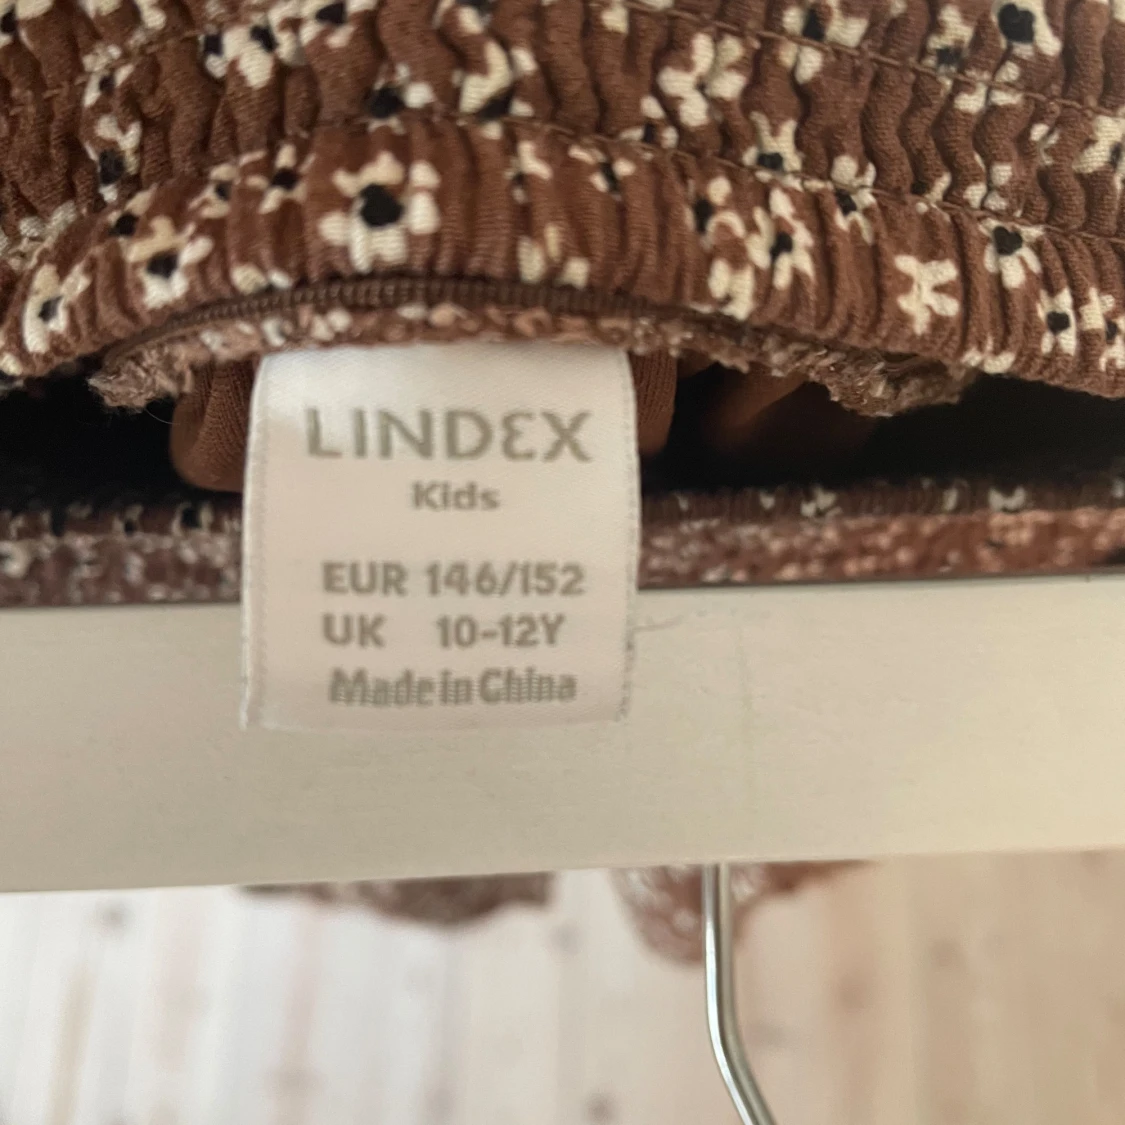 LINDEX
Kids
EUR 146/152
UK 10-12Y
Made in China